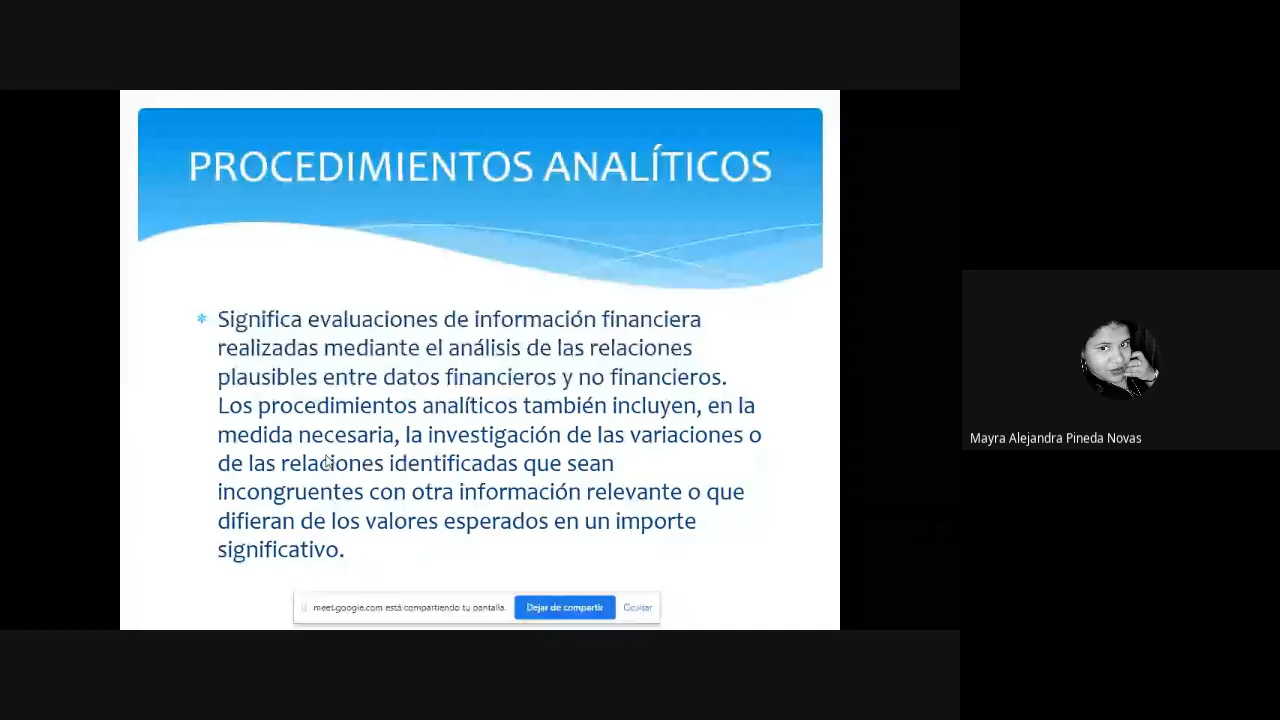 PROCEDIMIENTOS ANALÍTICOS
* Significa evaluaciones de información financiera
realizadas mediante el análisis de las relaciones
plausibles entre datos financieros y no financieros.
Los procedimientos analíticos también incluyen, en la
medida necesaria, la investigación de las variaciones o
de las relaciones identificadas que sean
incongruentes con otra información relevante o que
difieran de los valores esperados en un importe
significativo.
meet.google.com está compartiendo tu pantalla. Dejar de compartir Ocultar
Mayra Alejandra Pineda Novas